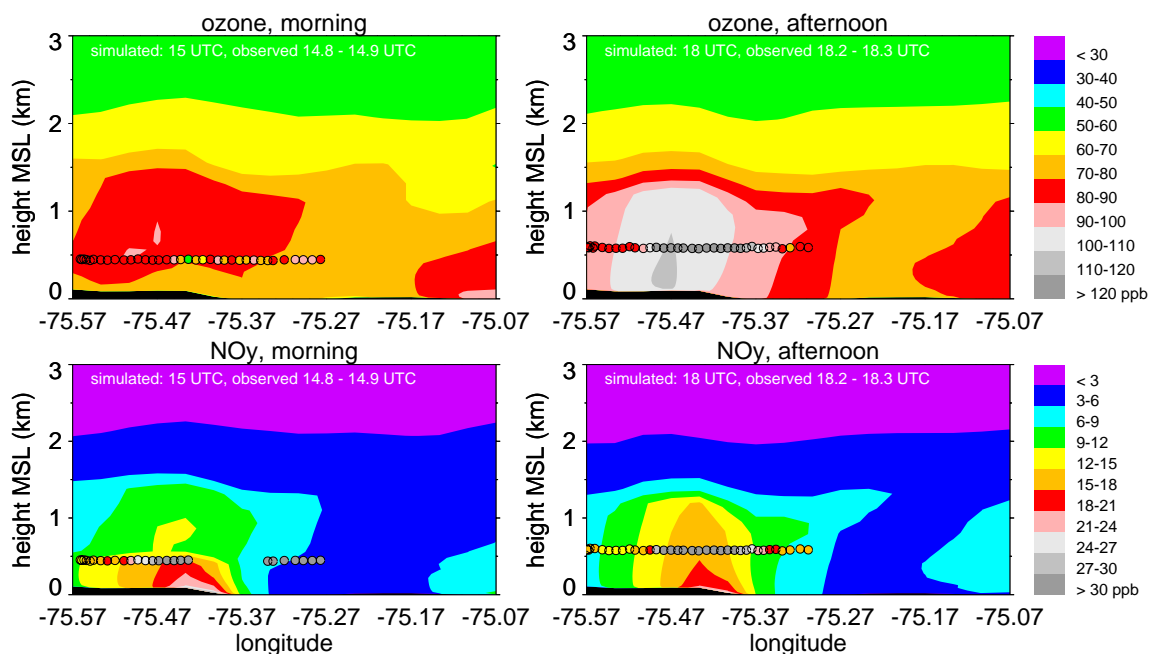 ozone, morning
ozone, afternoon
simulated: 15 UTC, observed 14.8 - 14.9 UTC
simulated: 18 UTC, observed 18.2 - 18.3 UTC
height MSL (km)
3
2
1
0
-75.57 -75.47 -75.37 -75.27 -75.17 -75.07
height MSL (km)
3
2
1
0
-75.57 -75.47 -75.37 -75.27 -75.17 -75.07
< 30
30-40
40-50
50-60
60-70
70-80
80-90
90-100
100-110
110-120
> 120 ppb
NOy, morning
NOy, afternoon
simulated: 15 UTC, observed 14.8 - 14.9 UTC
simulated: 18 UTC, observed 18.2 - 18.3 UTC
height MSL (km)
3
2
1
0
-75.57 -75.47 -75.37 -75.27 -75.17 -75.07
longitude
height MSL (km)
3
2
1
0
-75.57 -75.47 -75.37 -75.27 -75.17 -75.07
longitude
< 3
3-6
6-9
9-12
12-15
15-18
18-21
21-24
24-27
27-30
> 30 ppb